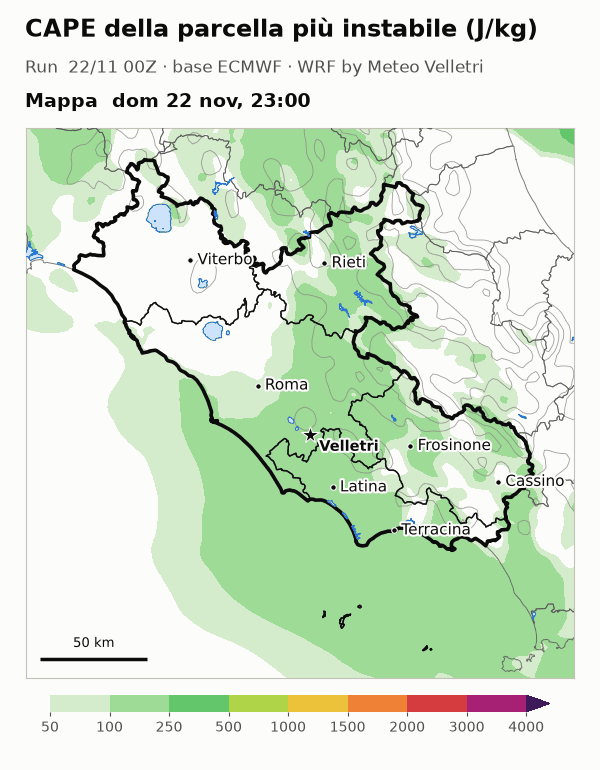 CAPE della parcella più instabile (J/kg)
Run  22/11 00Z · base ECMWF · WRF by Meteo Velletri
Mappa  dom 22 nov, 23:00
Viterbo
Rieti
Roma
Velletri
Frosinone
Latina
Cassino
Terracina
50 km
50 100 250 500 1000 1500 2000 3000 4000